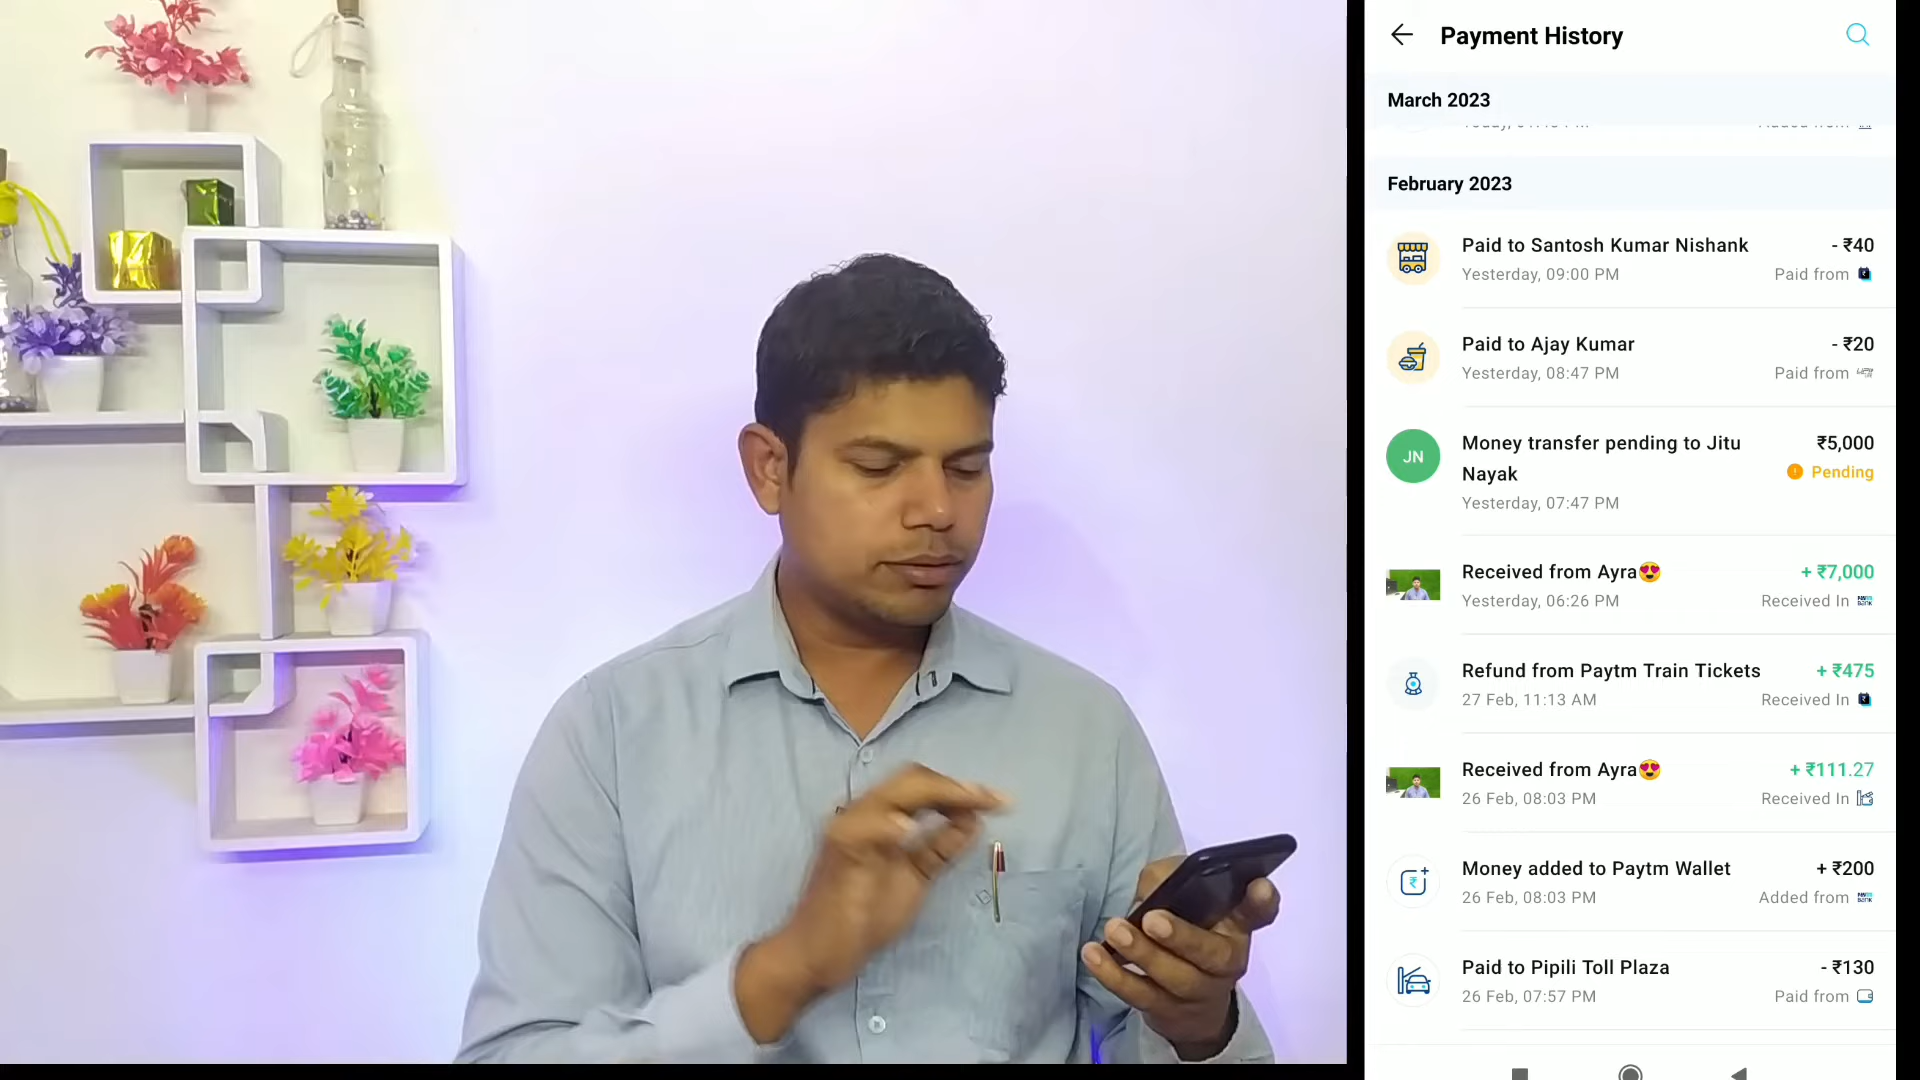 Payment History
March 2023
February 2023
Paid to Santosh Kumar Nishank - ₹40
Yesterday, 09:00 PM Paid from
Paid to Ajay Kumar - ₹20
Yesterday, 08:47 PM Paid from
JN Money transfer pending to Jitu ₹5,000
Nayak Pending
Yesterday, 07:47 PM
Received from Ayra😍 + ₹7,000
Yesterday, 06:26 PM Received In
Refund from Paytm Train Tickets + ₹475
27 Feb, 11:13 AM Received In
Received from Ayra😍 + ₹111.27
26 Feb, 08:03 PM Received In
Money added to Paytm Wallet + ₹200
26 Feb, 08:03 PM Added from
Paid to Pipili Toll Plaza - ₹130
26 Feb, 07:57 PM Paid from